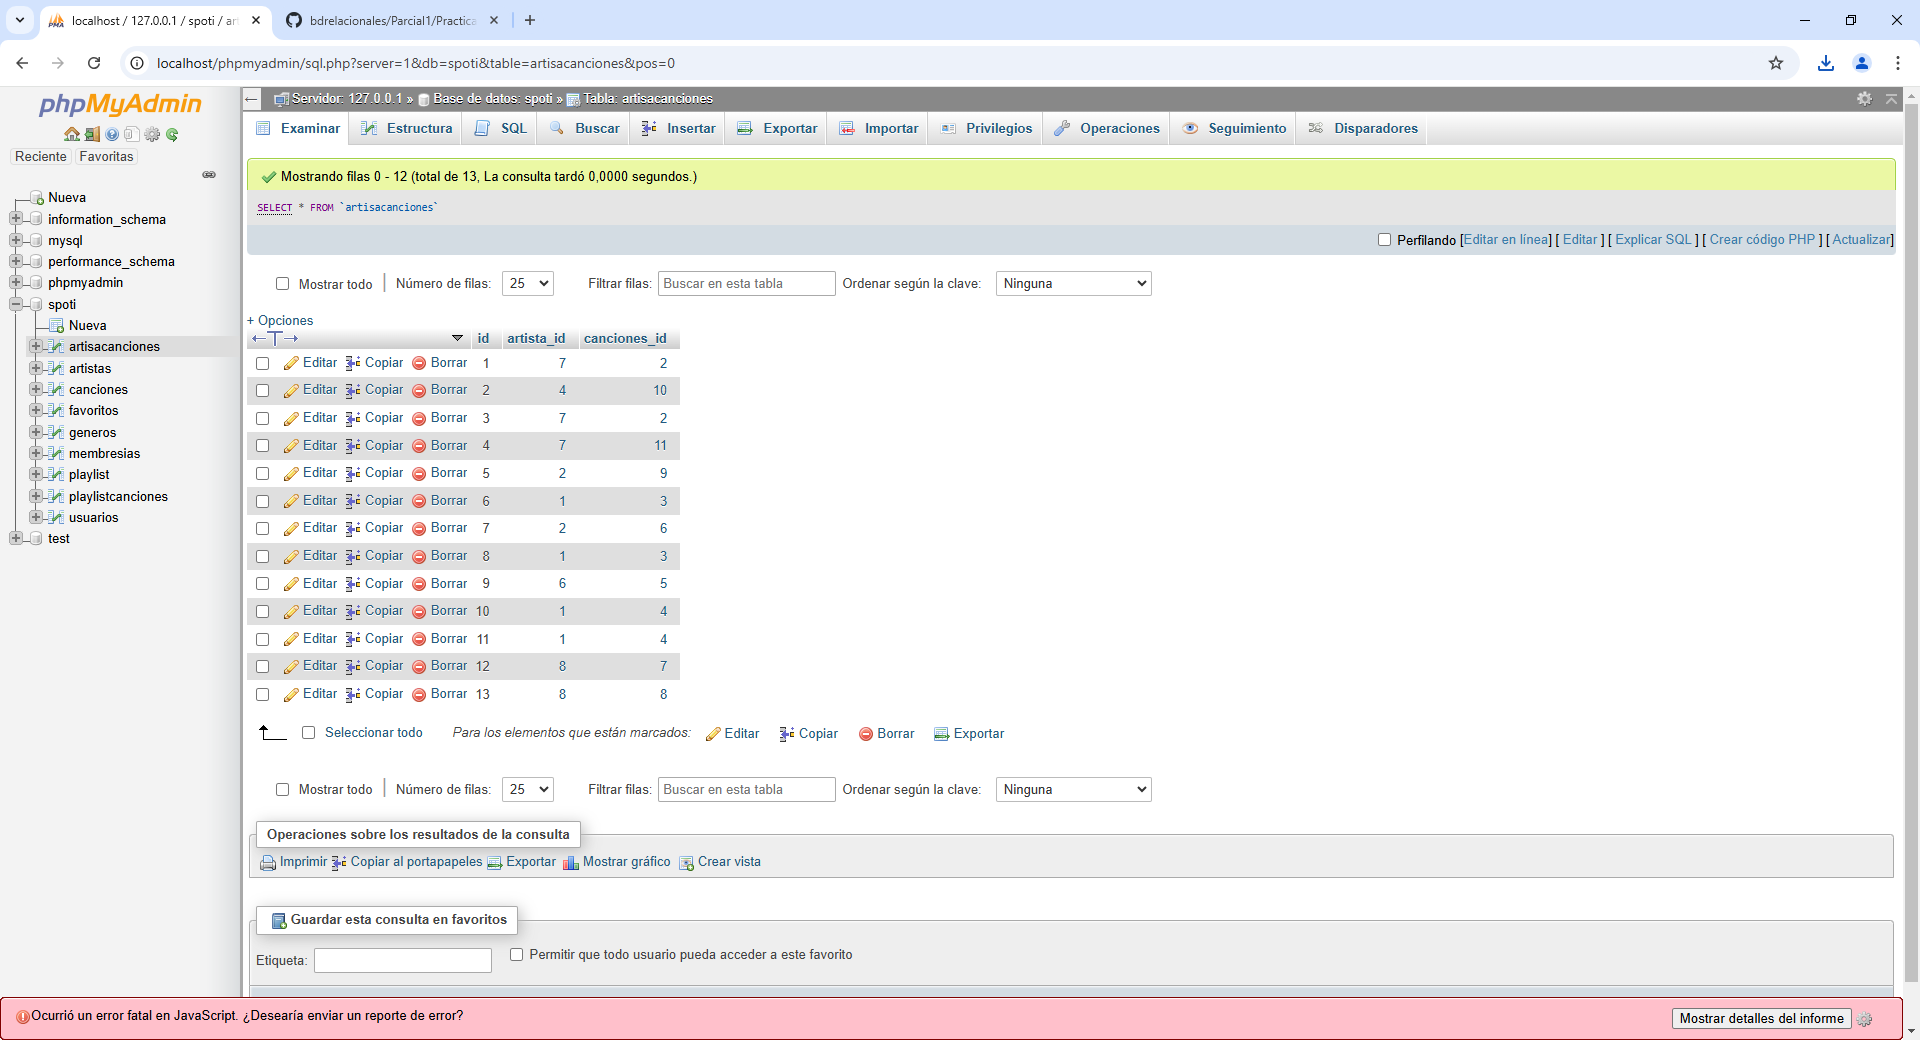 localhost / 127.0.0.1 / spoti / art
bdrelacionales/Parcial1/Practica
localhost/phpmyadmin/sql.php?server=1&db=spoti&table=artisacanciones&pos=0
phpMyAdmin
Reciente Favoritas
Nueva
information_schema
mysql
performance_schema
phpmyadmin
spoti
Nueva
artisacanciones
artistas
canciones
favoritos
generos
membresias
playlist
playlistcanciones
usuarios
test
Servidor: 127.0.0.1 » Base de datos: spoti » Tabla: artisacanciones
Examinar Estructura SQL Buscar Insertar Exportar Importar Privilegios Operaciones Seguimiento Disparadores
Mostrando filas 0 - 12 (total de 13, La consulta tardó 0,0000 segundos.)
SELECT * FROM `artisacanciones`
Perfilando [Editar en línea] [ Editar ] [ Explicar SQL ] [ Crear código PHP ] [ Actualizar]
Mostrar todo | Número de filas: 25 Filtrar filas: Buscar en esta tabla Ordenar según la clave: Ninguna
+ Opciones
←T→ id artista_id canciones_id
Editar Copiar Borrar 1 7 2
Editar Copiar Borrar 2 4 10
Editar Copiar Borrar 3 7 2
Editar Copiar Borrar 4 7 11
Editar Copiar Borrar 5 2 9
Editar Copiar Borrar 6 1 3
Editar Copiar Borrar 7 2 6
Editar Copiar Borrar 8 1 3
Editar Copiar Borrar 9 6 5
Editar Copiar Borrar 10 1 4
Editar Copiar Borrar 11 1 4
Editar Copiar Borrar 12 8 7
Editar Copiar Borrar 13 8 8
Seleccionar todo Para los elementos que están marcados: Editar Copiar Borrar Exportar
Mostrar todo | Número de filas: 25 Filtrar filas: Buscar en esta tabla Ordenar según la clave: Ninguna
Operaciones sobre los resultados de la consulta
Imprimir Copiar al portapapeles Exportar Mostrar gráfico Crear vista
Guardar esta consulta en favoritos
Etiqueta: Permitir que todo usuario pueda acceder a este favorito
Ocurrió un error fatal en JavaScript. ¿Desearía enviar un reporte de error? Mostrar detalles del informe